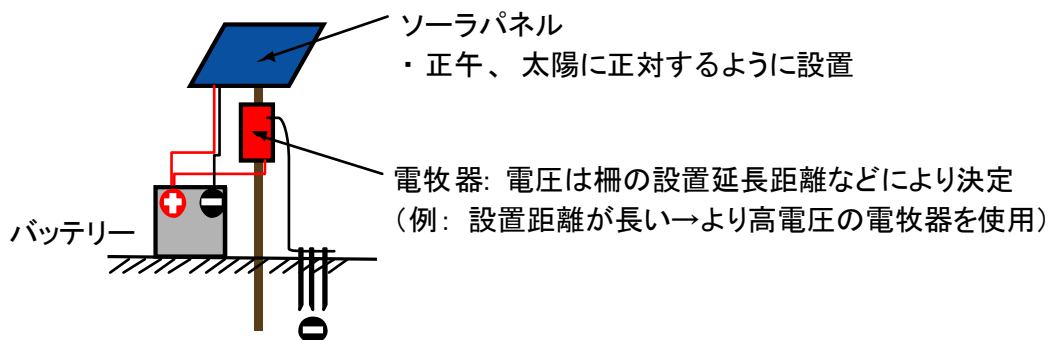 ソーラパネル
・正午、太陽に正対するように設置
電牧器: 電圧は柵の設置延長距離などにより決定
(例: 設置距離が長い→より高電圧の電牧器を使用)
バッテリー